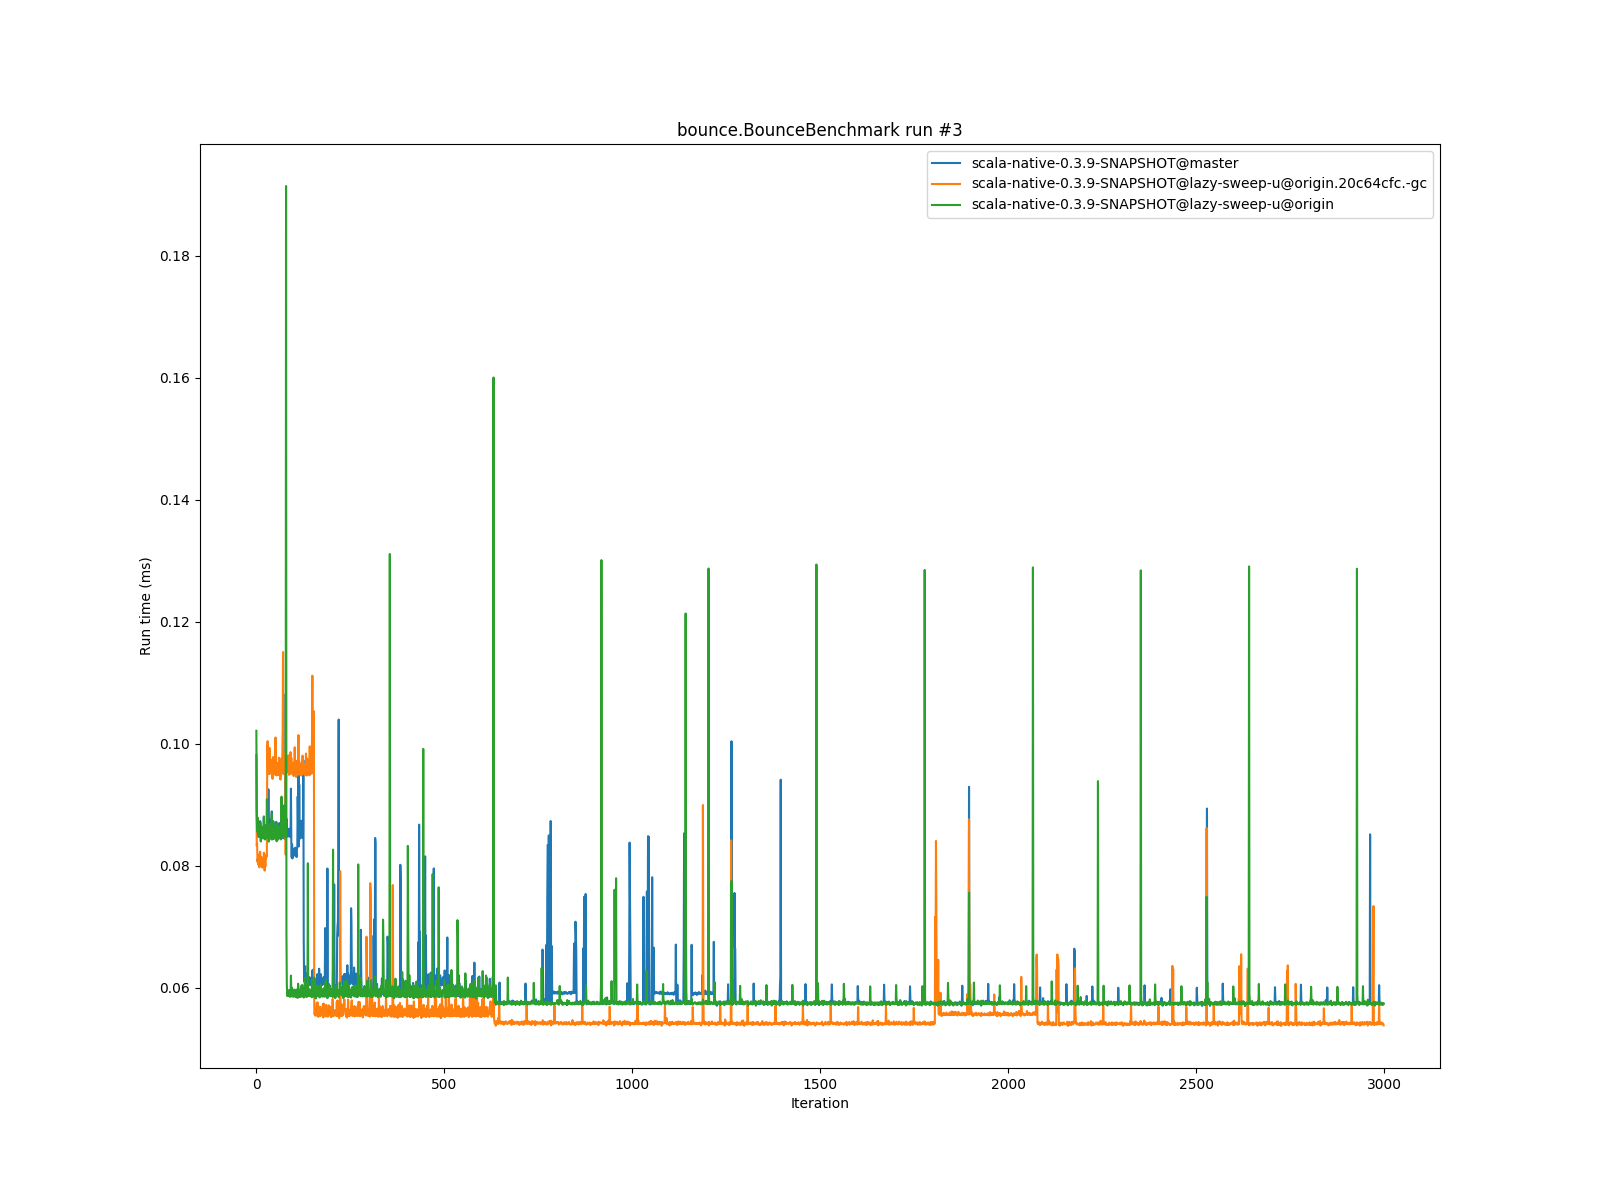 bounce.BounceBenchmark run #3
scala-native-0.3.9-SNAPSHOT@master
scala-native-0.3.9-SNAPSHOT@lazy-sweep-u@origin.20c64cfc.-gc
scala-native-0.3.9-SNAPSHOT@lazy-sweep-u@origin
0.18
0.16
0.14
0.12
0.10
0.08
0.06
Run time (ms)
0 500 1000 1500 2000 2500 3000
Iteration